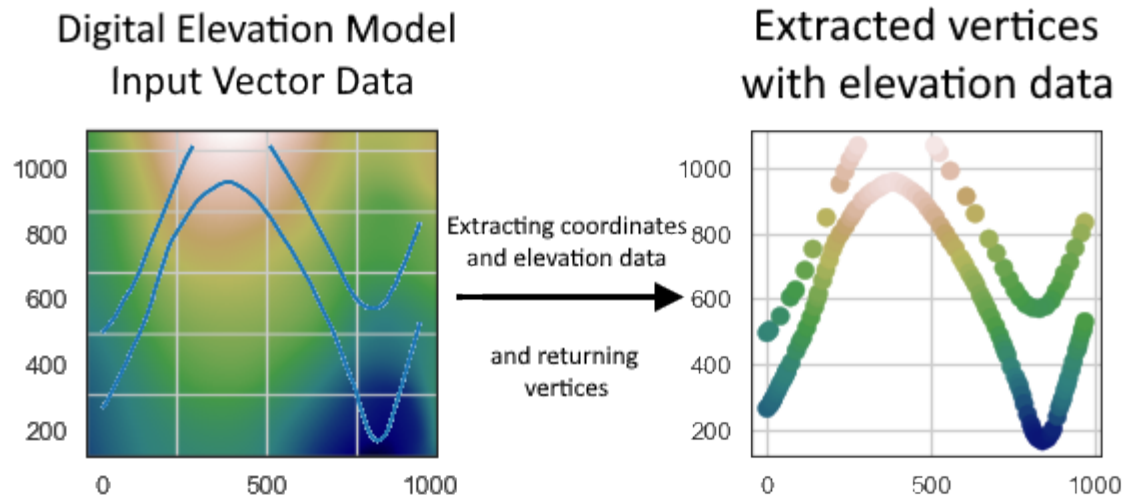 Digital Elevation Model
Input Vector Data
1000
800
600
400
200
0
500
1000
Extracting coordinates
and elevation data
and returning
vertices
Extracted vertices
with elevation data
1000
800
600
400
200
0
500
1000